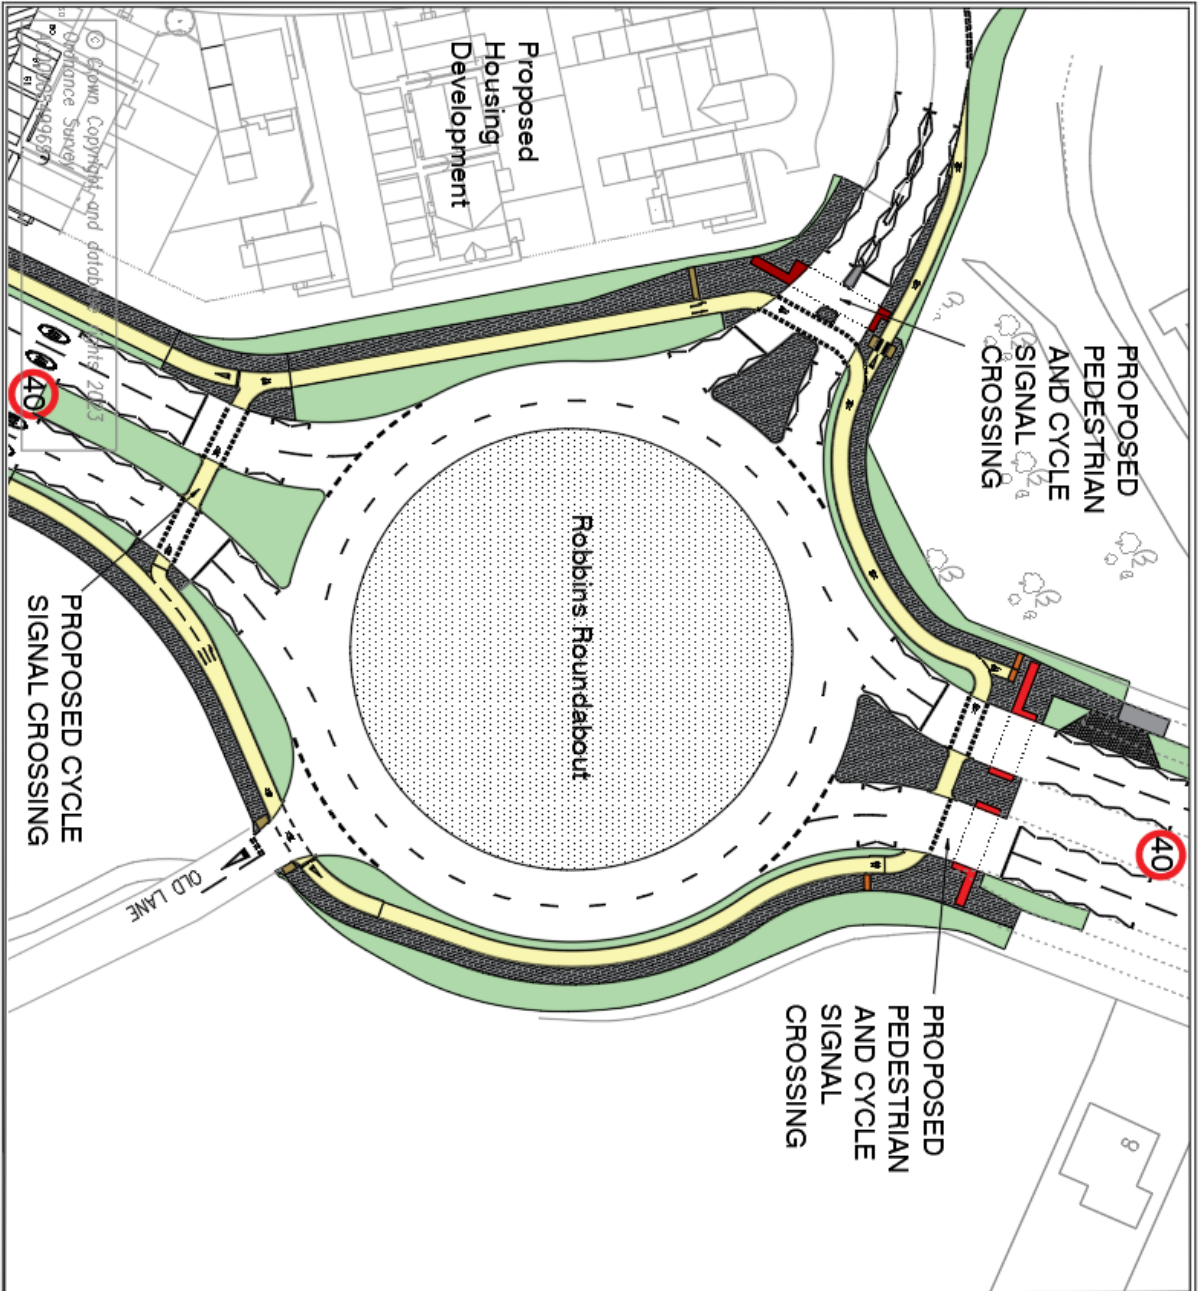 Proposed
Housing
Development
PROPOSED
PEDESTRIAN
AND CYCLE
SIGNAL
CROSSING
Robbins Roundabout
40
40
PROPOSED CYCLE
SIGNAL CROSSING
OLD LANE
PROPOSED
PEDESTRIAN
AND CYCLE
SIGNAL
CROSSING
8
© Crown Copyright and database rights 2023
Ordnance Survey